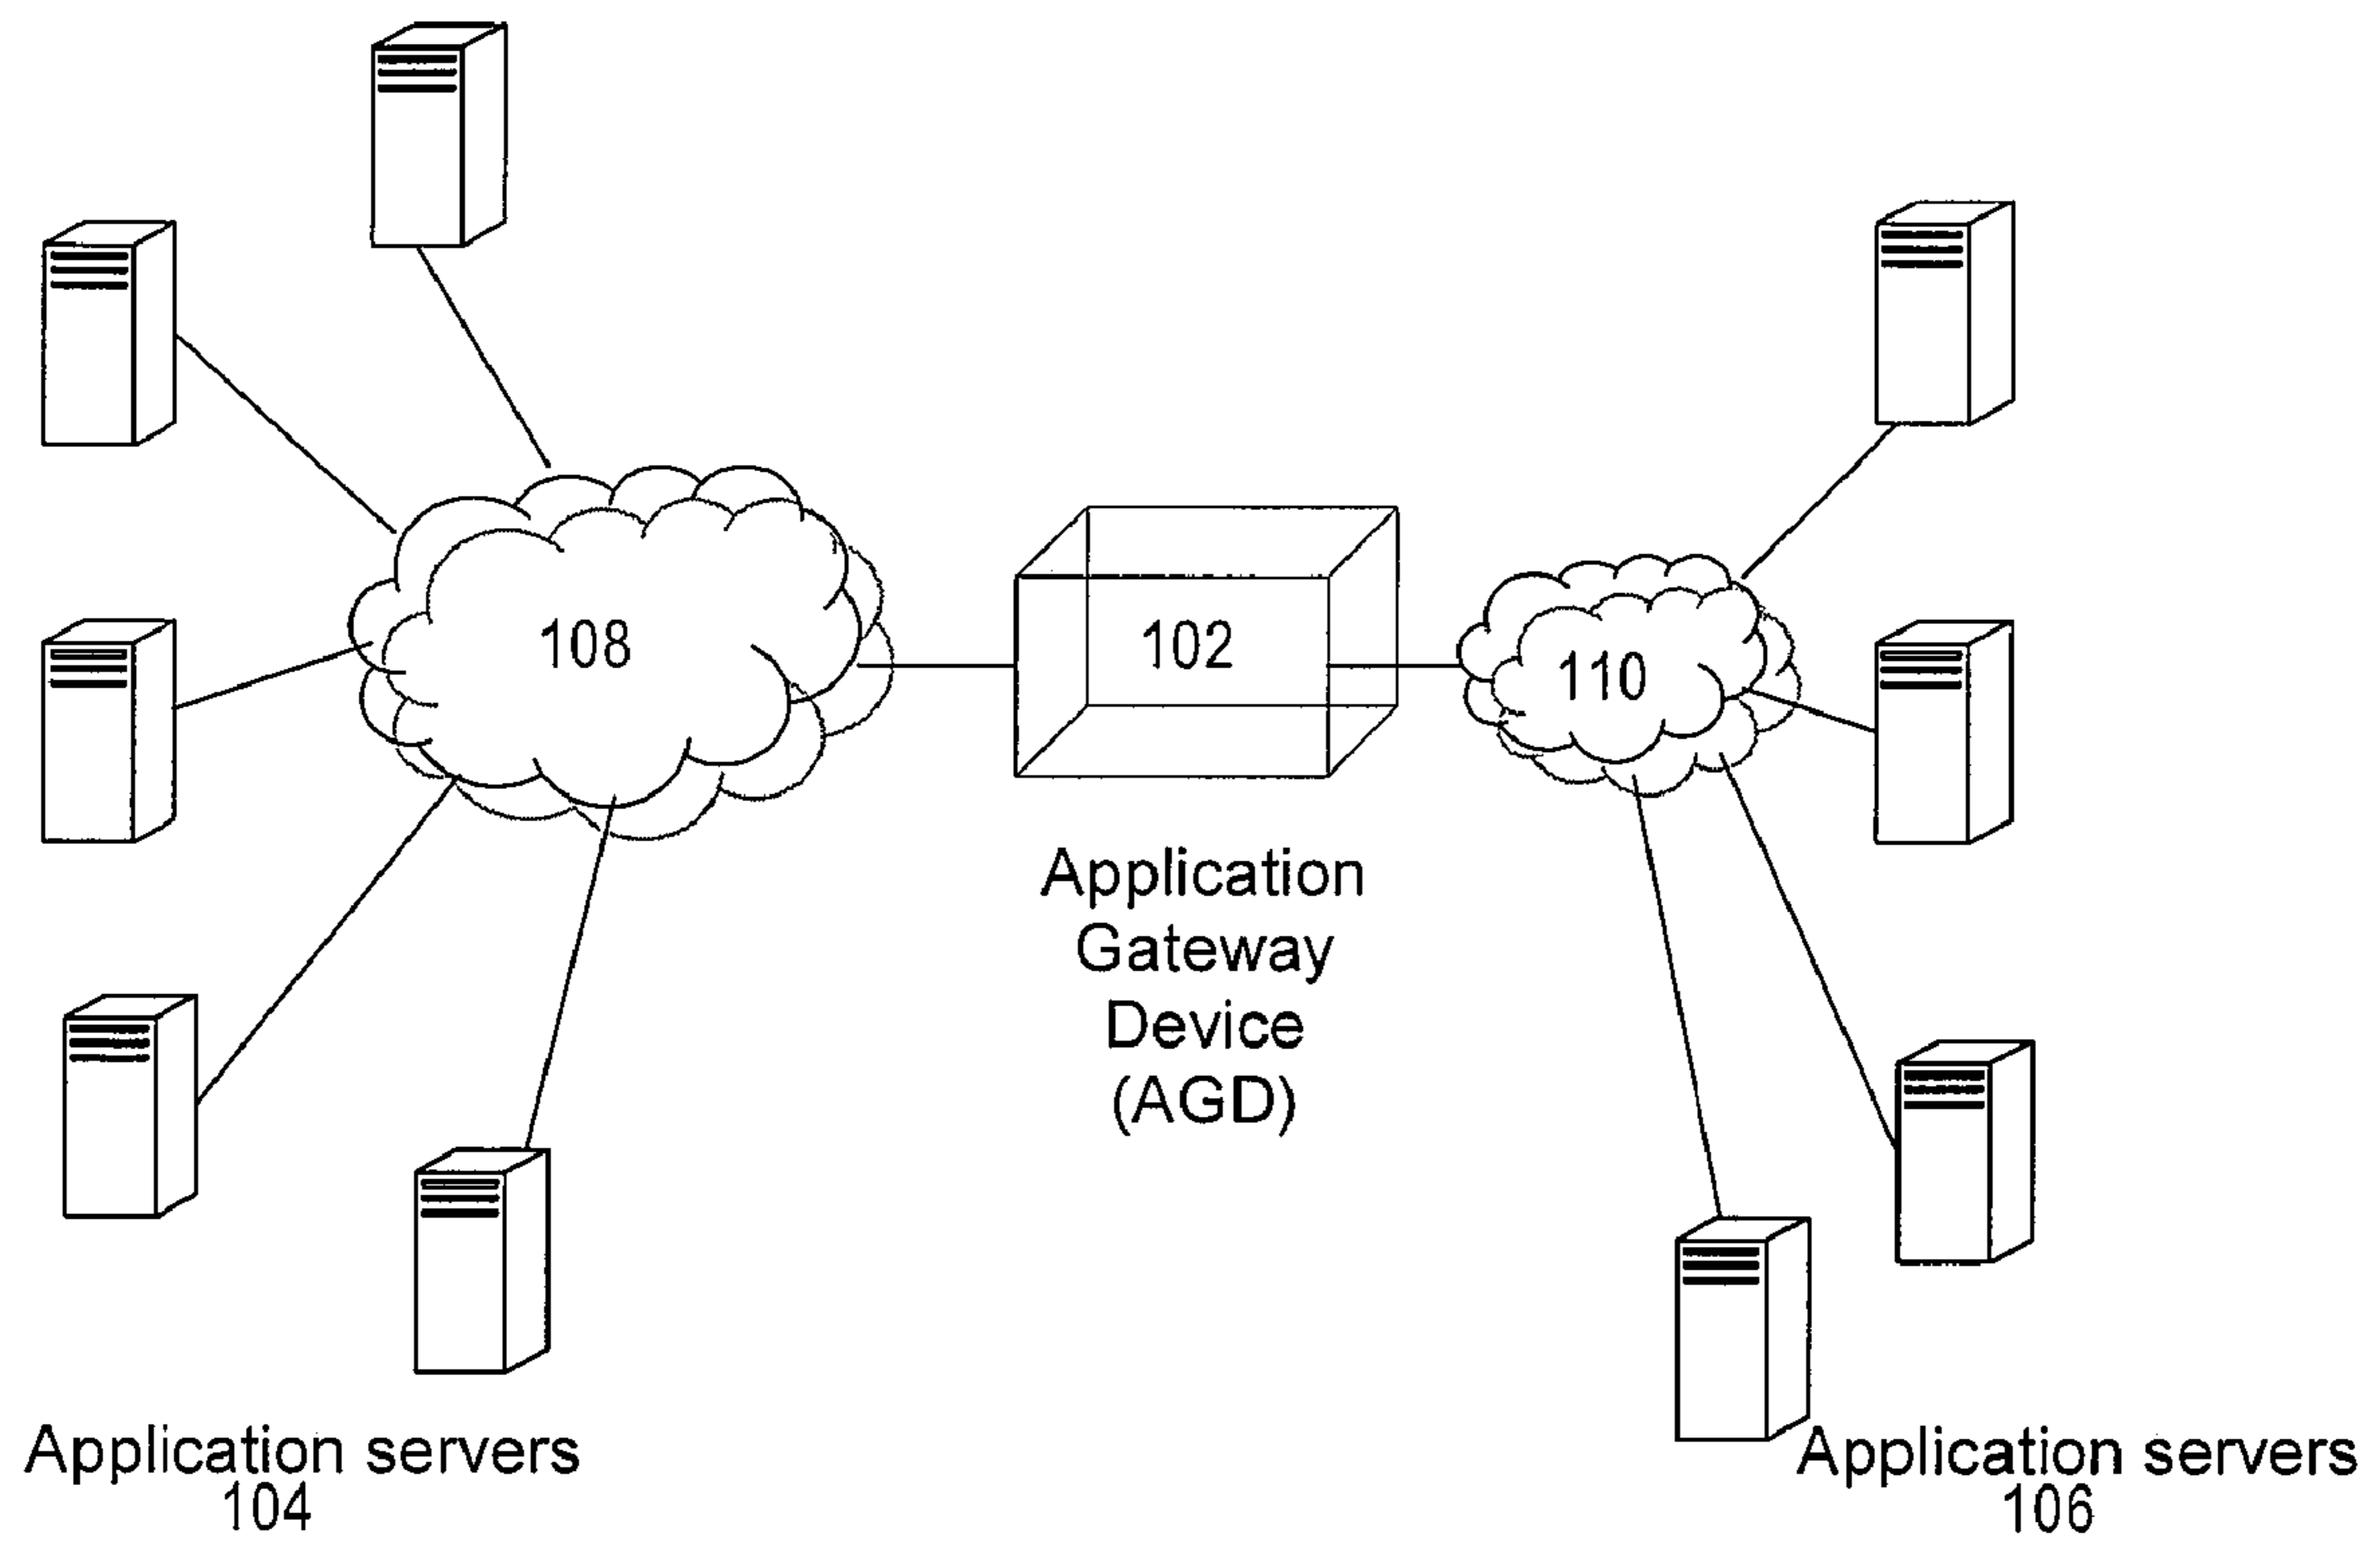 108
102
110
Application
Gateway
Device
(AGD)
Application servers
104
Application servers
106